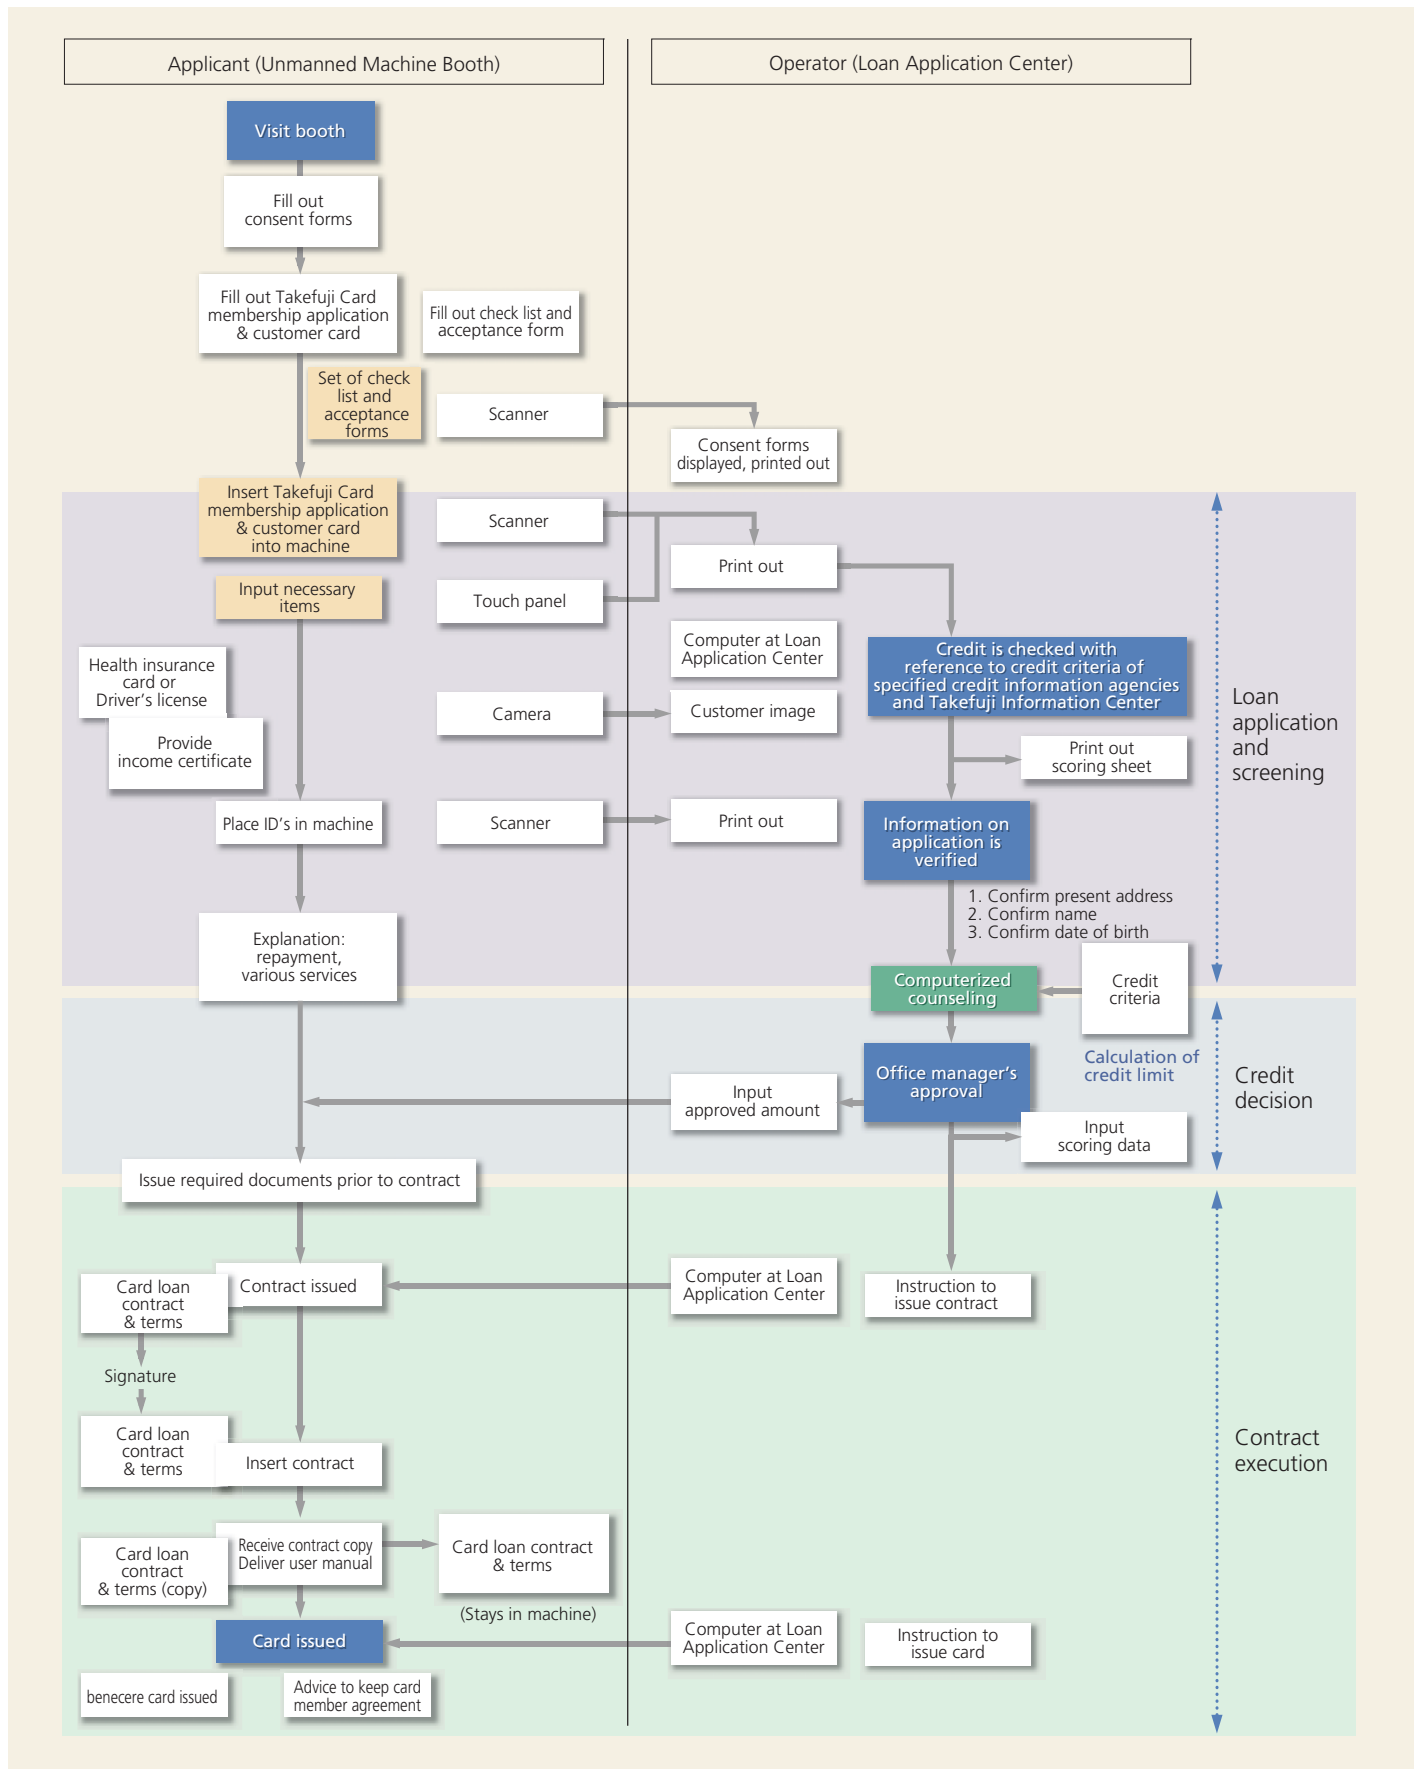 Applicant (Unmanned Machine Booth)
Operator (Loan Application Center)
Visit booth
Fill out
consent forms
Fill out Takefuji Card
membership application
& customer card
Fill out check list and
acceptance form
Set of check
list and
acceptance
forms
Scanner
Consent forms
displayed, printed out
Insert Takefuji Card
membership application
& customer card
into machine
Scanner
Print out
Input necessary
items
Touch panel
Computer at Loan
Application Center
Credit is checked with
reference to credit criteria of
specified credit information agencies
and Takefuji Information Center
Health insurance
card or
Driver's license
Provide
income certificate
Camera
Customer image
Print out
scoring sheet
Loan
application
and
screening
Place ID's in machine
Scanner
Print out
Information on
application is
verified
1. Confirm present address
2. Confirm name
3. Confirm date of birth
Explanation:
repayment,
various services
Computerized
counseling
Credit
criteria
Calculation of
credit limit
Office manager's
approval
Input
approved amount
Input
scoring data
Credit
decision
Issue required documents prior to contract
Contract issued
Card loan
contract
& terms
Computer at Loan
Application Center
Instruction to
issue contract
Signature
Card loan
contract
& terms
Insert contract
Contract
execution
Receive contract copy
Deliver user manual
Card loan
contract
& terms (copy)
Card loan contract
& terms
(Stays in machine)
Card issued
Computer at Loan
Application Center
Instruction to
issue card
benecere card issued
Advice to keep card
member agreement